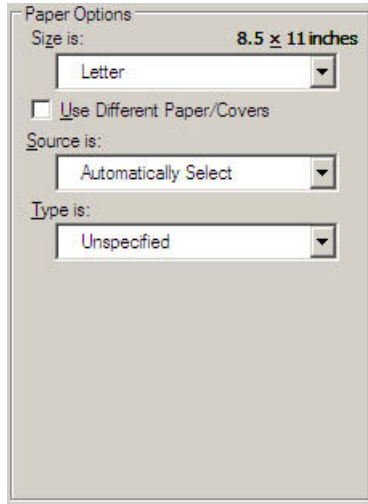 Paper Options
Size is: 8.5 x 11 inches
Letter
Use Different Paper/Covers
Source is:
Automatically Select
Type is:
Unspecified